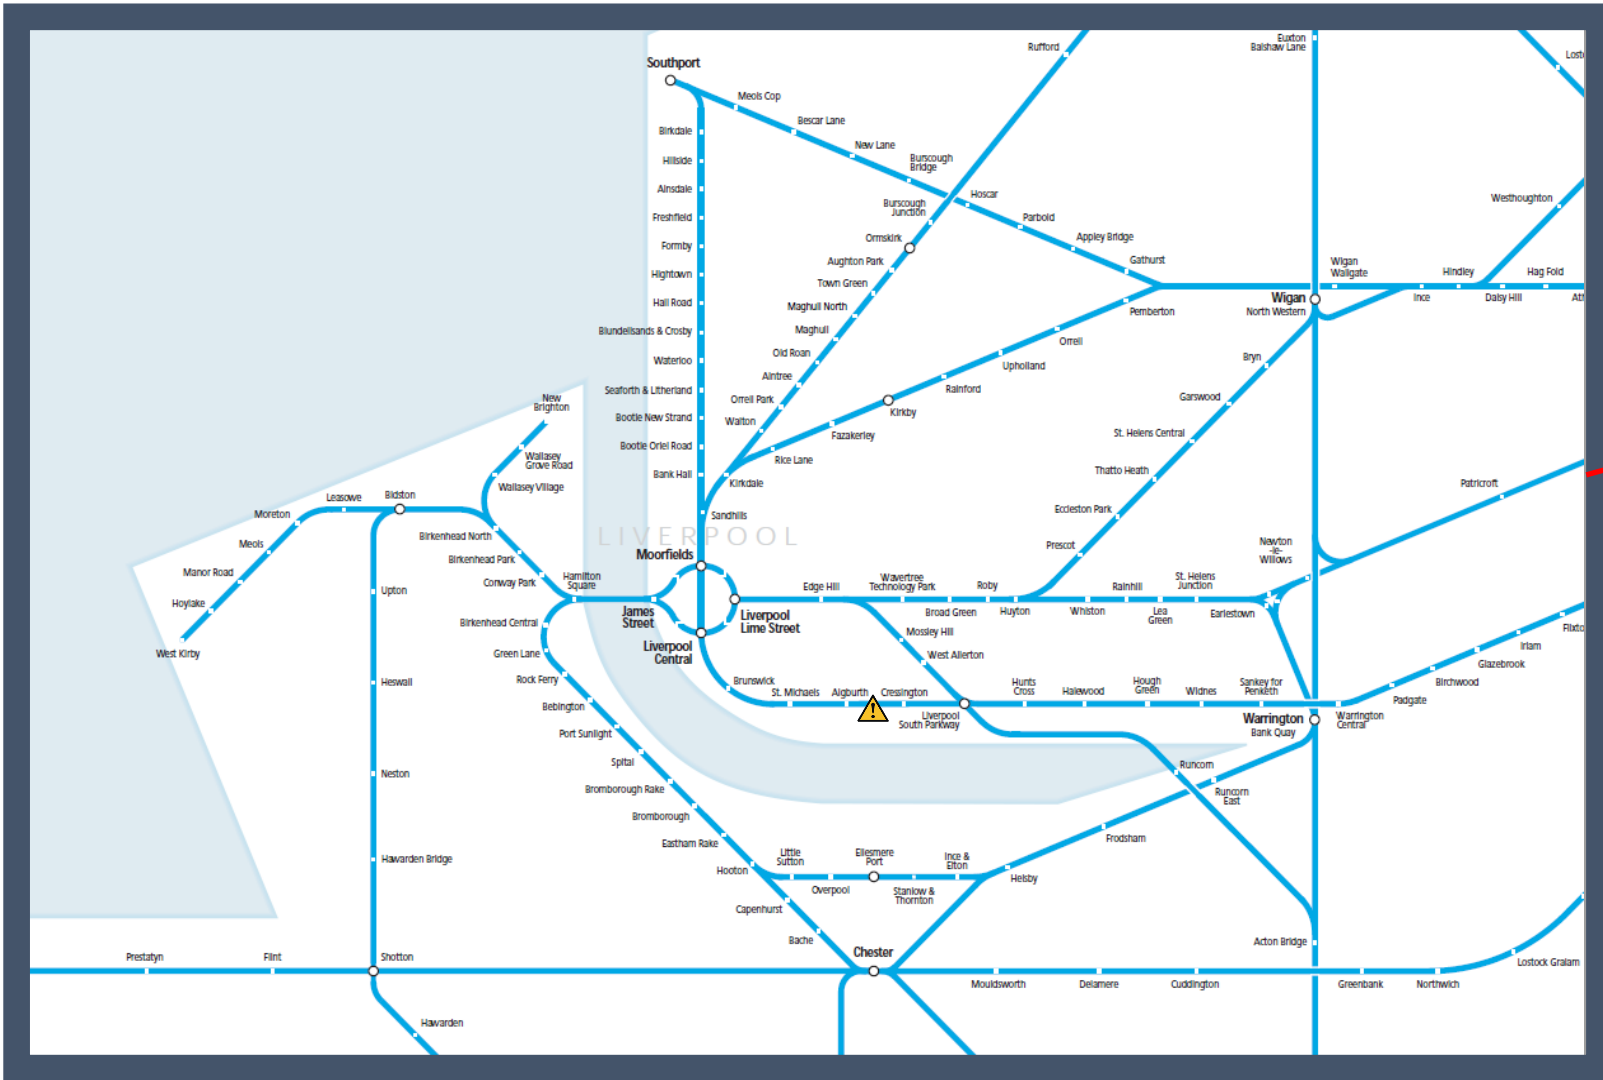 Southport
Meols Cop
Bescar Lane
New Lane
Burscough
Bridge
Hoscar
Parbold
Appley Bridge
Gathurst
Rufford
Euxton
Balshaw Lane
Westhoughton
Birkdale
Hillside
Ainsdale
Freshfield
Formby
Hightown
Hall Road
Blundellsands & Crosby
Waterloo
Seaforth & Litherland
Bootle New Strand
Bootle Oriel Road
Bank Hall
Burscough
Junction
Ormskirk
Aughton Park
Town Green
Maghull North
Maghull
Old Roan
Aintree
Orrell Park
Walton
Kirkdale
Sandhills
Rice Lane
Fazakerley
Kirkby
Rainford
Upholland
Orrell
Pemberton
Wigan
Wallgate
Wigan
North Western
Hindley
Hag Fold
Ince
Daisy Hill
Bryn
Garswood
St. Helens Central
Thatto Heath
Eccleston Park
Prescot
Patricroft
Newton
-le-
Willows
New
Brighton
Wallasey
Grove Road
Wallasey Village
Bidston
Leasowe
Moreton
Meols
Manor Road
Hoylake
West Kirby
Birkenhead North
Birkenhead Park
Conway Park
Hamilton
Square
LIVERPOOL
Moorfields
James
Street
Liverpool
Lime Street
Liverpool
Central
Edge Hill
Wavertree
Technology Park
Broad Green
Roby
Huyton
Whiston
Rainhill
Lea
Green
St. Helens
Junction
Earlestown
Mossley Hill
West Allerton
Brunswick
St. Michaels
Aigburth
Cressington
Liverpool
South Parkway
Hunts
Cross
Halewood
Hough
Green
Widnes
Sankey for
Penketh
Warrington
Bank Quay
Warrington
Central
Padgate
Birchwood
Glazebrook
Irlam
Upton
Heswall
Neston
Hawarden Bridge
Shotton
Hawarden
Flint
Prestatyn
Birkenhead Central
Green Lane
Rock Ferry
Bebington
Port Sunlight
Spital
Bromborough Rake
Bromborough
Eastham Rake
Hooton
Capenhurst
Bache
Chester
Little
Sutton
Overpool
Ellesmere
Port
Stanlow &
Thornton
Ince &
Elton
Helsby
Frodsham
Runcorn
Runcorn
East
Acton Bridge
Mouldsworth
Delamere
Cuddington
Greenbank
Northwich
Lostock Gralam